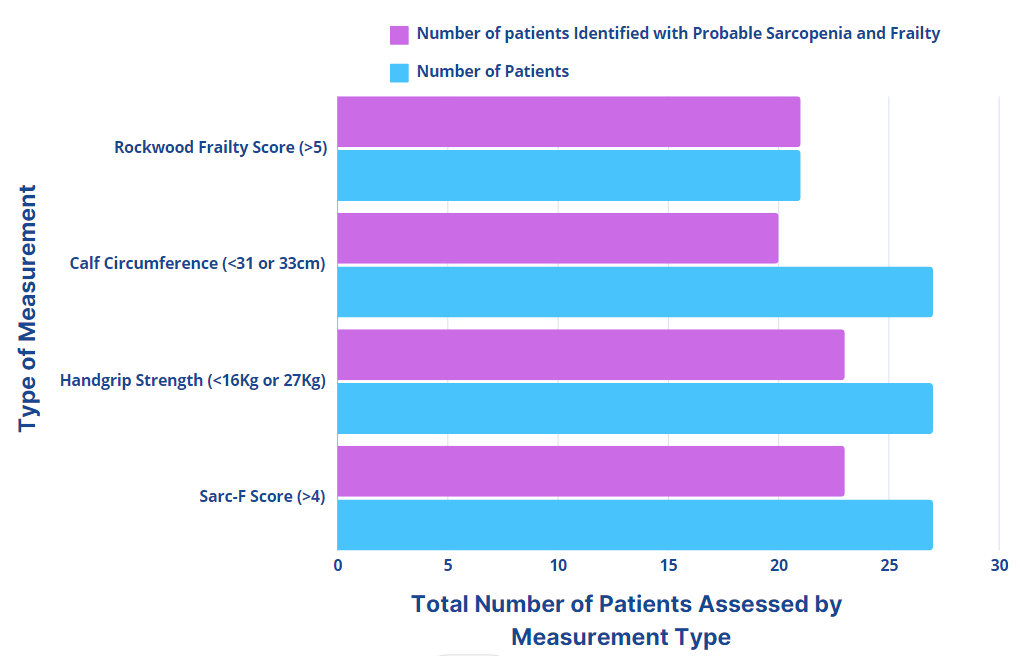 Number of patients Identified with Probable Sarcopenia and Frailty
Number of Patients
Type of Measurement
Rockwood Frailty Score (>5)
Calf Circumference (<31 or 33cm)
Handgrip Strength (<16Kg or 27Kg)
Sarc-F Score (>4)
0 5 10 15 20 25 30
Total Number of Patients Assessed by
Measurement Type